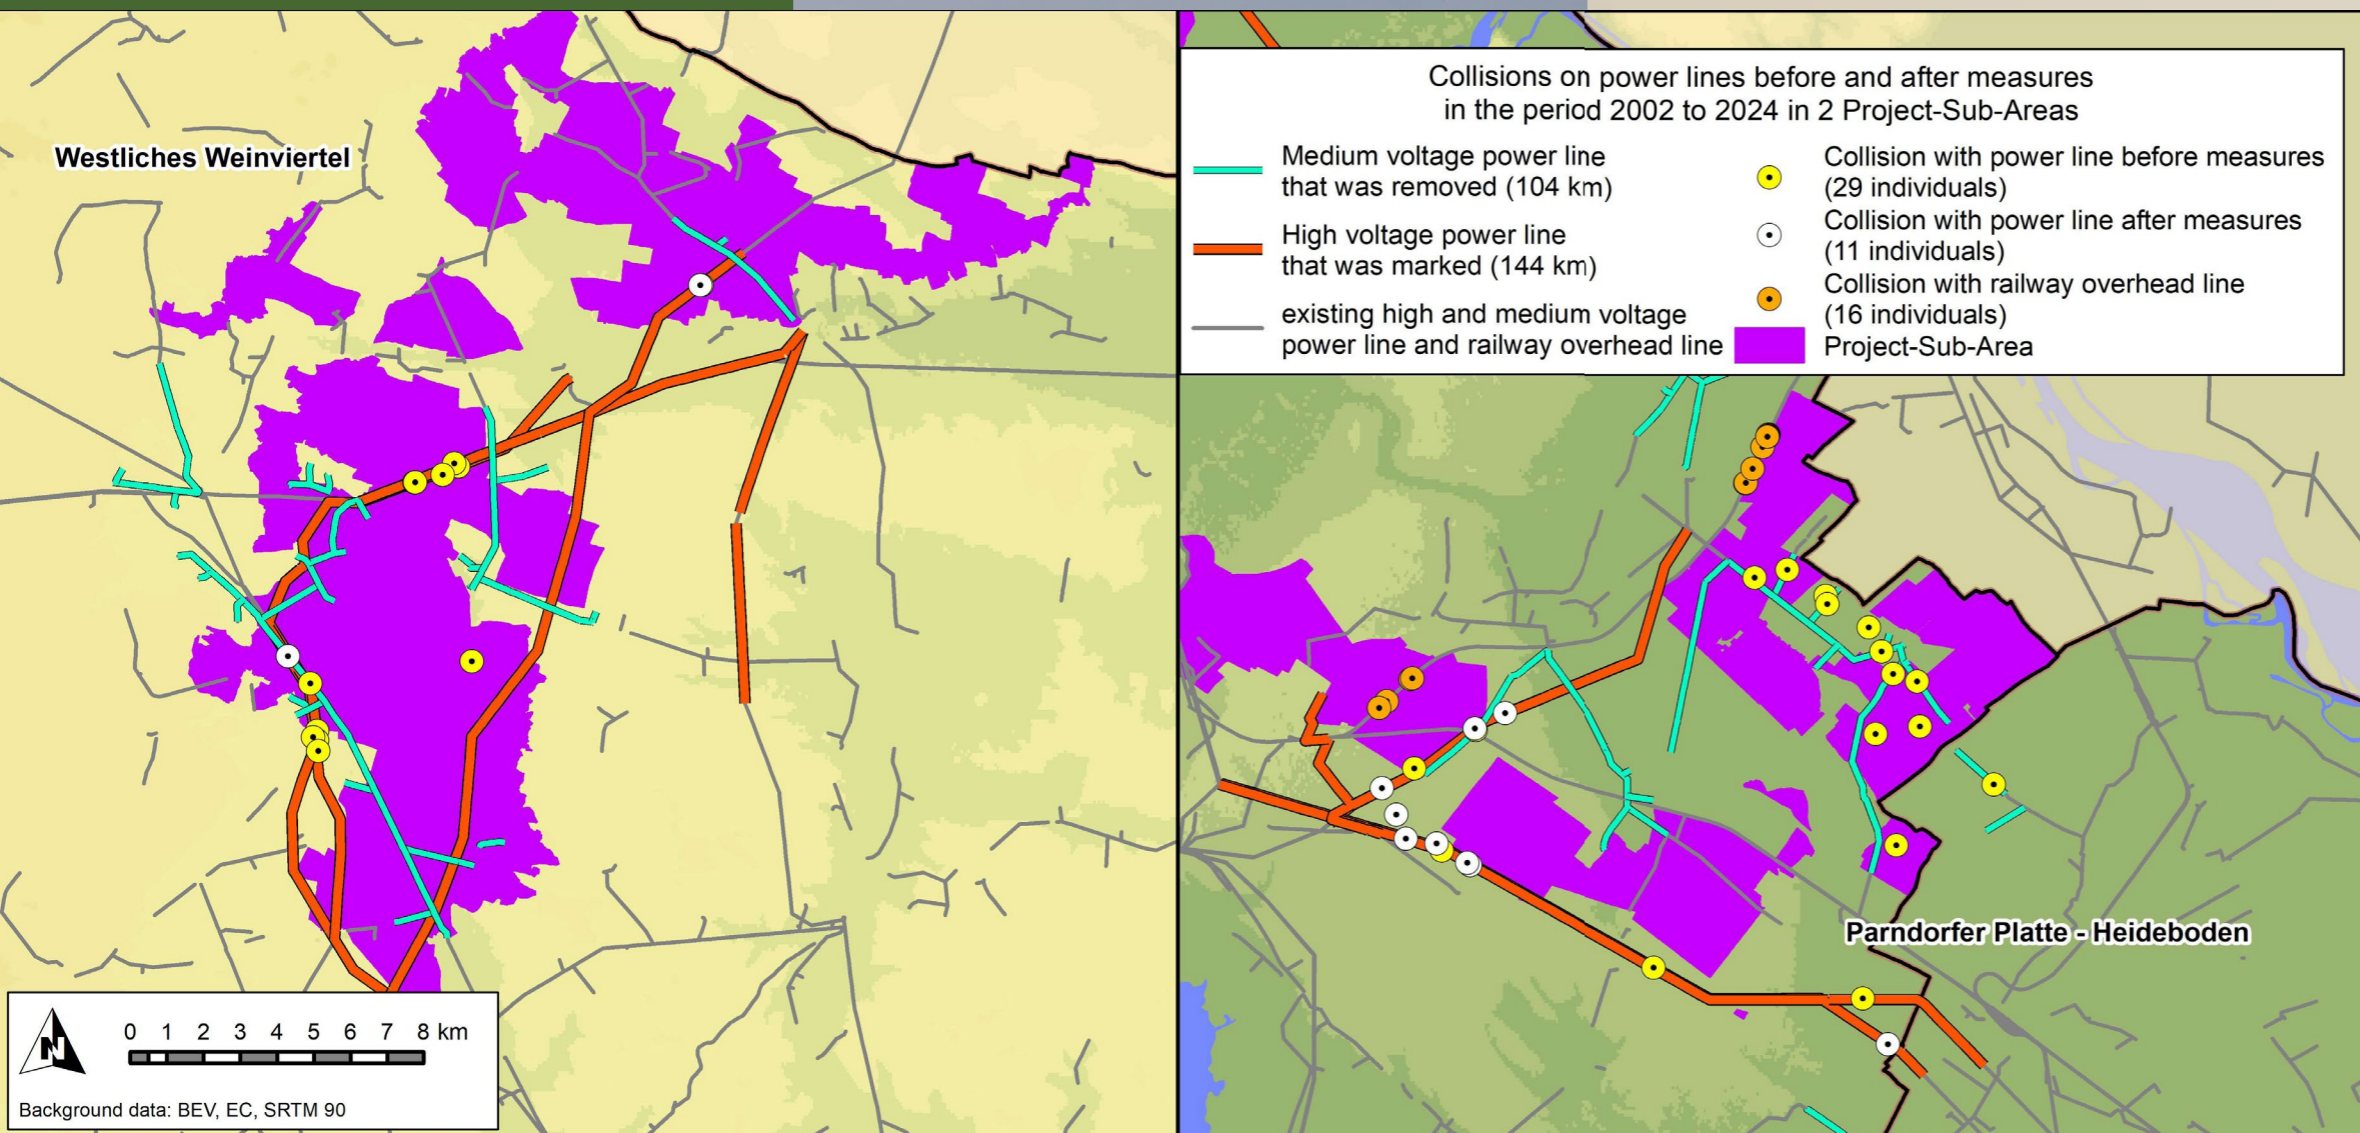 Westliches Weinviertel
Collisions on power lines before and after measures
in the period 2002 to 2024 in 2 Project-Sub-Areas
Medium voltage power line
that was removed (104 km)
High voltage power line
that was marked (144 km)
existing high and medium voltage
power line and railway overhead line
Collision with power line before measures
(29 individuals)
Collision with power line after measures
(11 individuals)
Collision with railway overhead line
(16 individuals)
Project-Sub-Area
Parndorfer Platte - Heideboden
N
0 1 2 3 4 5 6 7 8 km
Background data: BEV, EC, SRTM 90